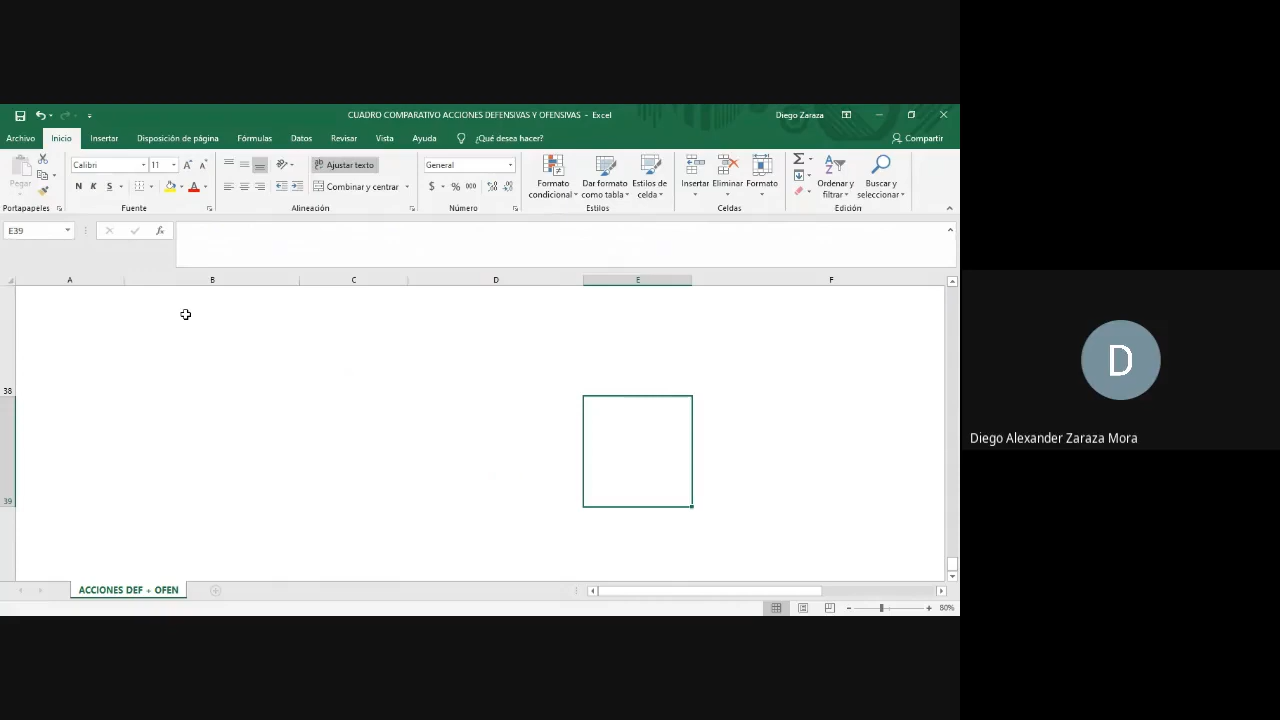 CUADRO COMPARATIVO ACCIONES DEFENSIVAS Y OFENSIVAS - Excel
Diego Zaraza
Archivo Inicio Insertar Disposición de página Fórmulas Datos Revisar Vista Ayuda ¿Qué desea hacer? Compartir
Pegar
Calibri 11
Ajustar texto
General
N K S
Combinar y centrar
$ % 000
Formato condicional
Dar formato como tabla
Estilos de celda
Insertar Eliminar Formato
Ordenar y filtrar
Buscar y seleccionar
Portapapeles Fuente Alineación Número Estilos Celdas Edición
E39
fx
A B C D E F
38
39
ACCIONES DEF + OFEN
80%
D
Diego Alexander Zaraza Mora